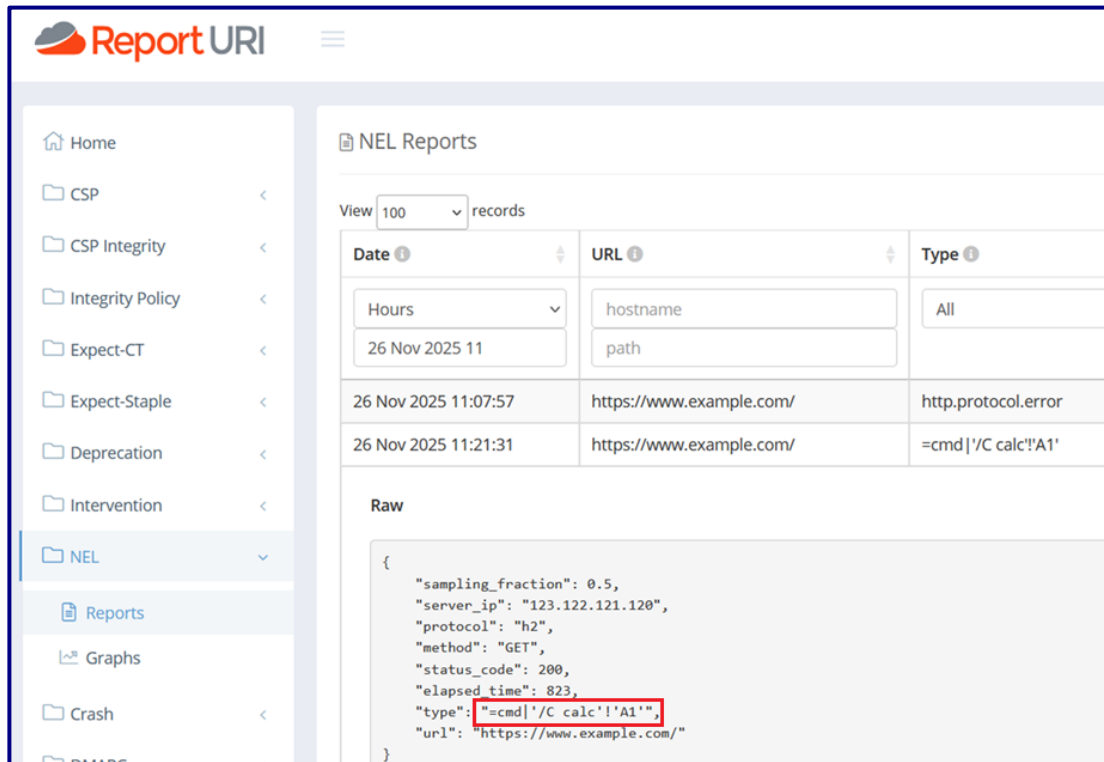 Report URI
Home
CSP
CSP Integrity
Integrity Policy
Expect-CT
Expect-Staple
Deprecation
Intervention
NEL
Reports
Graphs
Crash
NEL Reports
View 100 records
Date URL Type
Hours hostname All
26 Nov 2025 11 path
26 Nov 2025 11:07:57 https://www.example.com/ http.protocol.error
26 Nov 2025 11:21:31 https://www.example.com/ =cmd|'/C calc'!'A1'
Raw
{
"sampling_fraction": 0.5,
"server_ip": "123.122.121.120",
"protocol": "h2",
"method": "GET",
"status_code": 200,
"elapsed_time": 823,
"type": "=cmd|'/C calc'!'A1'",
"url": "https://www.example.com/"
}